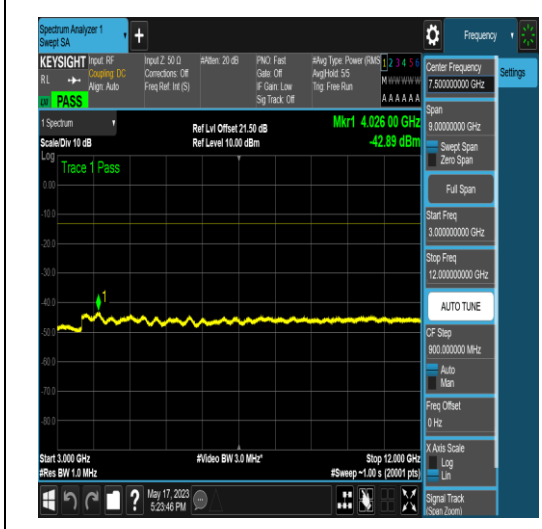 Spectrum Analyzer 1
Swept SA
Frequency
KEYSIGHT
RL
Input: RF
Coupling: DC
Align: Auto
Input Z: 50 Ω
Corrections: Off
Freq Ref: Int (S)
#Atten: 20 dB
PNO: Fast
Gate: Off
IF Gain: Low
Sig Track: Off
#Avg Type: Power (RMS
Avg|Hold: 5/5
Trig: Free Run
1 2 3 4 5 6
M W W W W W
A A A A A A
PASS
1 Spectrum
Scale/Div 10 dB
Ref Lvl Offset 21.50 dB
Ref Level 10.00 dBm
Mkr1 4.026 00 GHz
-42.89 dBm
Log
Trace 1 Pass
0.00
-10.0
-20.0
-30.0
-40.0
-50.0
-60.0
-70.0
-80.0
1
Start 3.000 GHz
#Video BW 3.0 MHz*
Stop 12.000 GHz
#Res BW 1.0 MHz
#Sweep ~1.00 s (20001 pts)
May 17, 2023
5:23:46 PM
Center Frequency
7.500000000 GHz
Settings
Span
9.00000000 GHz
Swept Span
Zero Span
Full Span
Start Freq
3.000000000 GHz
Stop Freq
12.000000000 GHz
AUTO TUNE
CF Step
900.000000 MHz
Auto
Man
Freq Offset
0 Hz
X Axis Scale
Log
Lin
Signal Track
(Span Zoom)